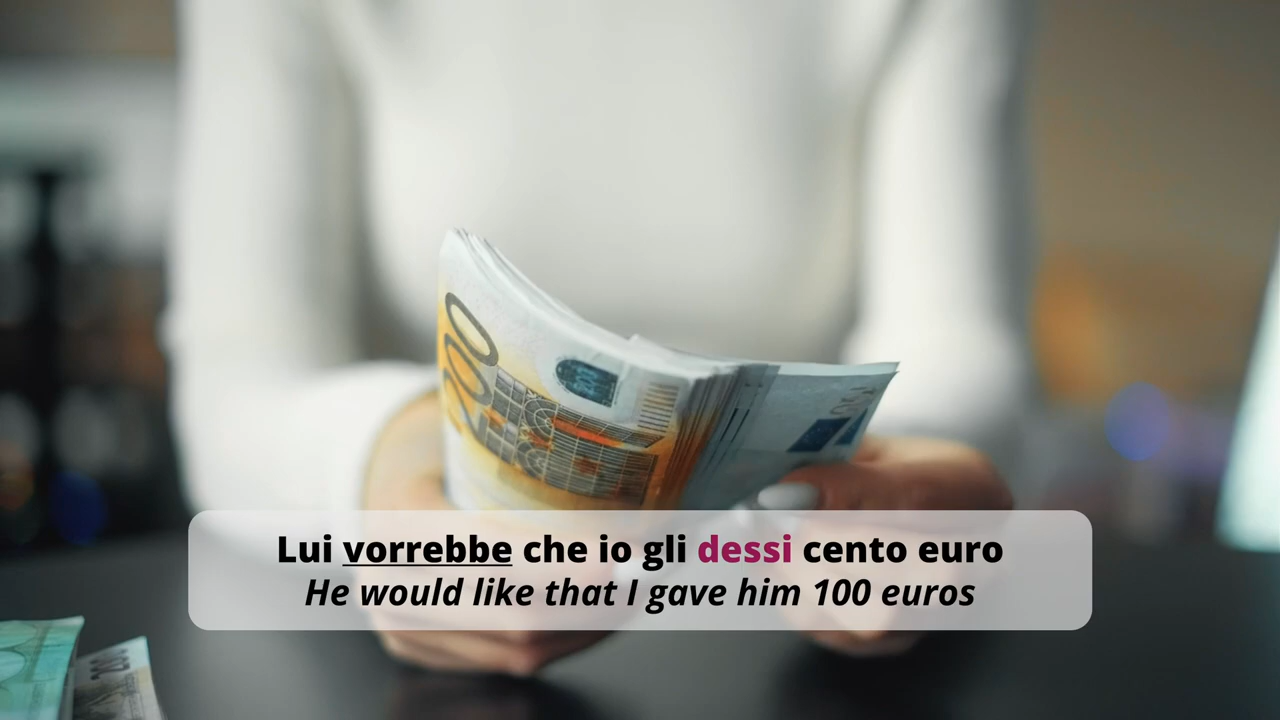 Lui vorrebbe che io gli dessi cento euro
He would like that I gave him 100 euros